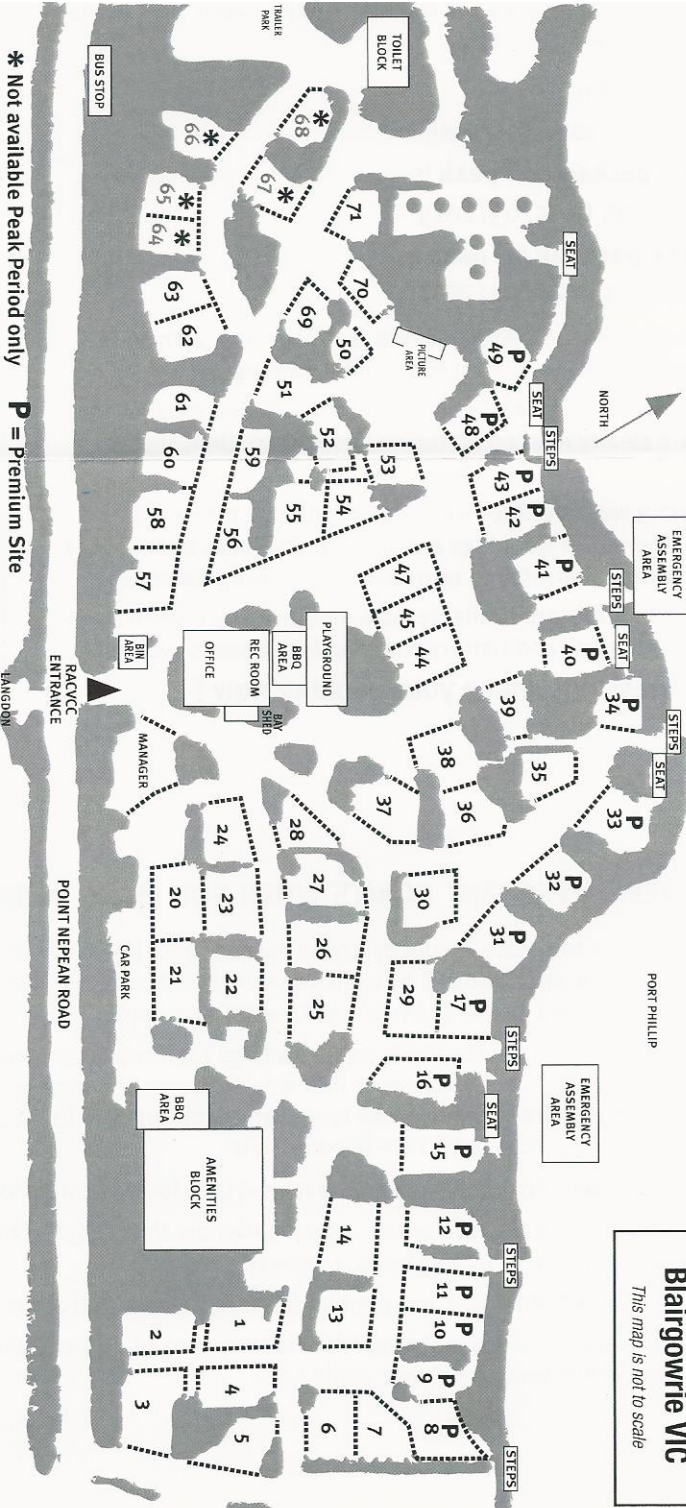 Blairgowrie VIC
This map is not to scale
PORT PHILLIP
NORTH
EMERGENCY
ASSEMBLY
AREA
EMERGENCY
ASSEMBLY
AREA
TRAILER
PARK
TOILET
BLOCK
BUS STOP
SEAT
SEAT
STEPS
STEPS
SEAT
STEPS
SEAT
STEPS
SEAT
STEPS
STEPS
PICTURE
AREA
* 68
* 67
* 66
* 65
* 64
63
62
61
60
58
57
71
70
69
50
51
52
53
54
55
59
56
P 49
P 48
P 43
P 42
P 41
P 40
P 34
P 33
P 32
P 31
P 17
P 16
P 15
P 12
P 11
P 10
P 9
P 8
47
45
44
39
38
35
36
37
30
29
28
27
26
25
24
23
22
20
21
14
13
1
2
3
4
5
6
7
PLAYGROUND
BBQ
AREA
REC ROOM
OFFICE
BAY
SHED
BIN
AREA
MANAGER
CAR PARK
BBQ
AREA
AMENITIES
BLOCK
RACVCC
ENTRANCE
LANGDON
POINT NEPEAN ROAD
* Not available Peak Period only P = Premium Site